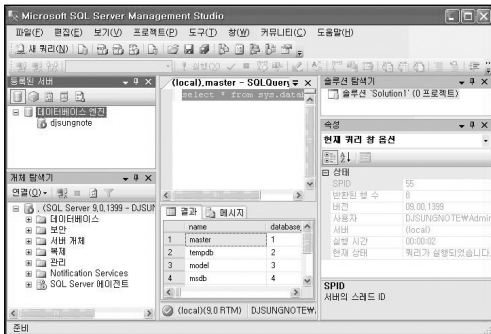 Microsoft SQL Server Management Studio
파일(F) 편집(E) 보기(V) 프로젝트(P) 도구(T) 창(W) 커뮤니티(C) 도움말(H)
새 쿼리(N)
실행(X)
등록된 서버
데이터베이스 엔진
djsungnote
개체 탐색기
연결(O)
. (SQL Server 9.0.1399 - DJSUN
데이터베이스
보안
서버 개체
복제
관리
Notification Services
SQL Server 에이전트
(local).master - SQLQuery
select * from sys.datab
결과 메시지
name database_
1 master 1
2 tempdb 2
3 model 3
4 msdb 4
(local)(9.0 RTM) DJSUNGNOTE₩
솔루션 탐색기
솔루션 'Solution1' (0 프로젝트)
속성
현재 쿼리 창 옵션
상태
SPID 55
반환된 행 수 8
버전 09.00.1399
사용자 DJSUNGNOTE₩Admin
서버 (local)
실행 시간 00:00:02
현재 상태 쿼리가 실행되었습니다.
SPID
서버의 스레드 ID
준비